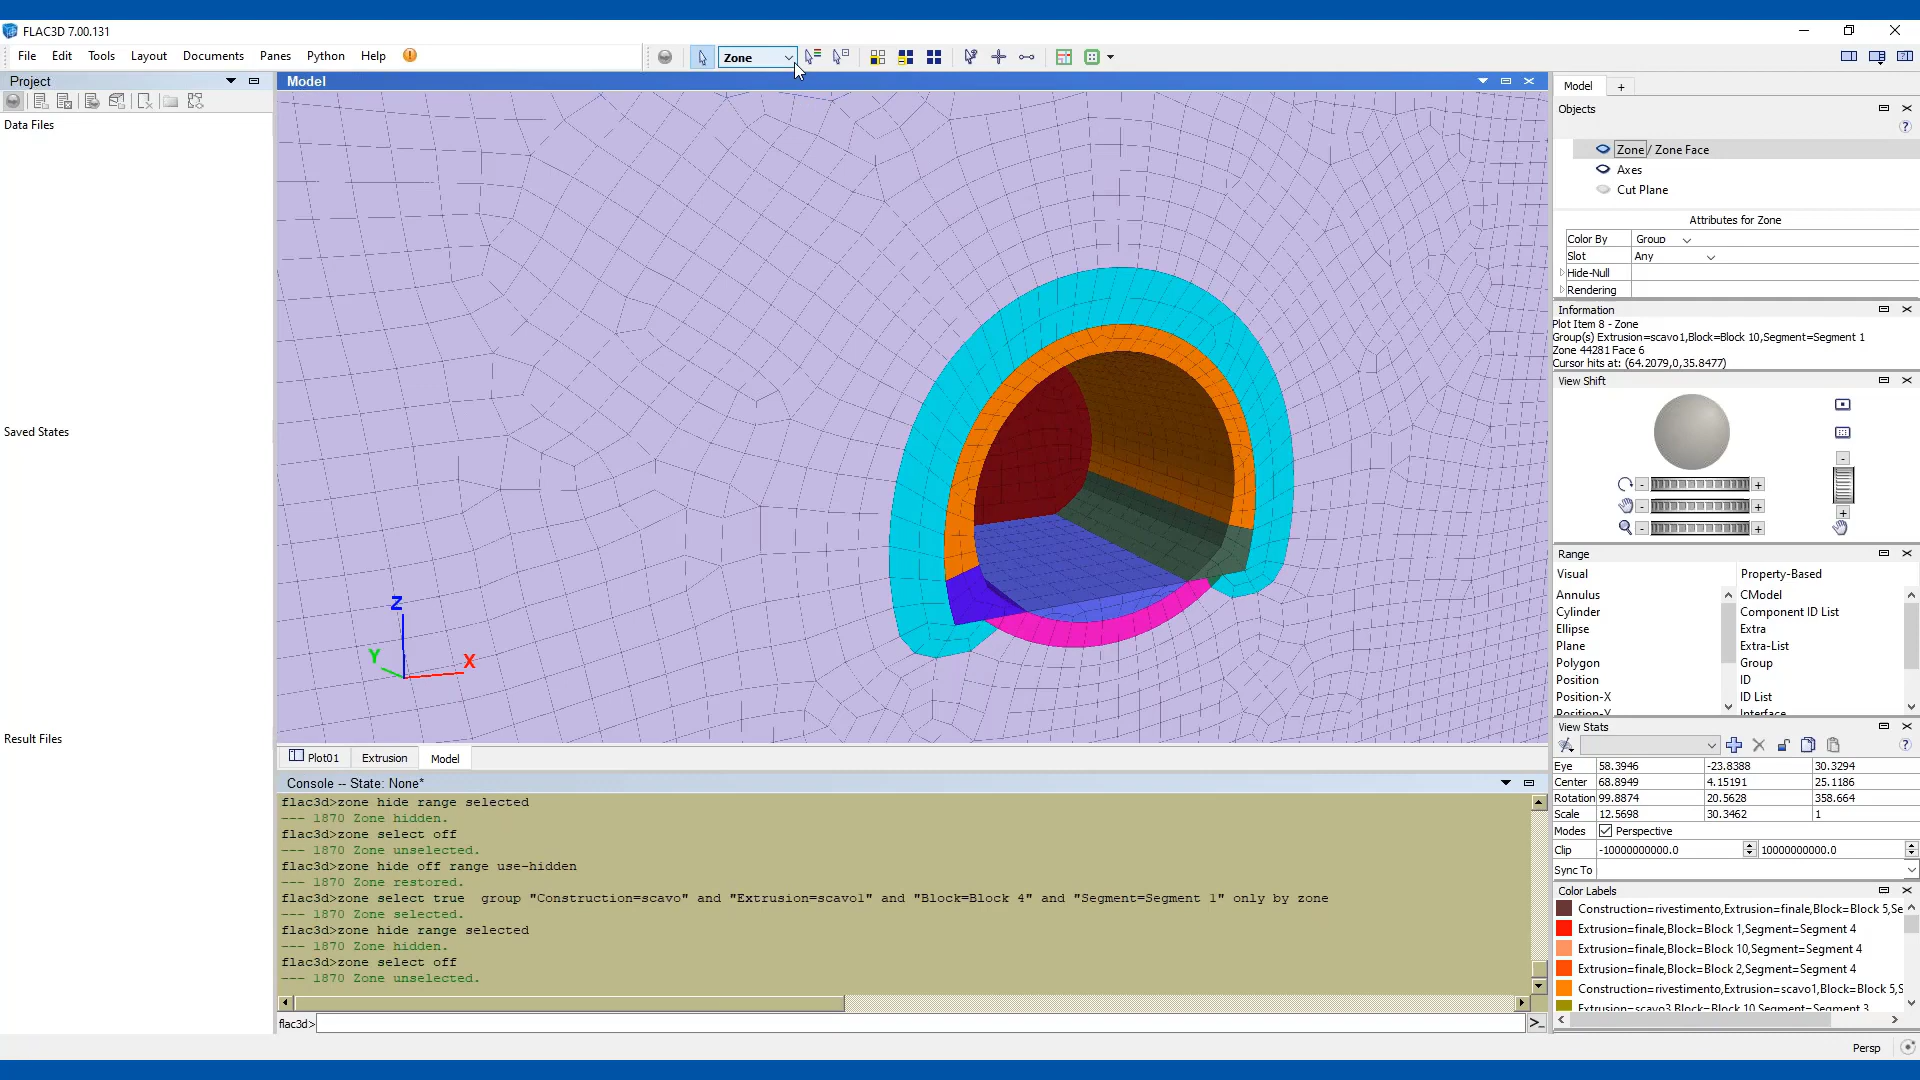 FLAC3D 7.00.131
File Edit Tools Layout Documents Panes Python Help
Zone
Project
Data Files
Saved States
Result Files
Model
Z
Y
X
Plot01 Extrusion Model
Console -- State: None*
flac3d>zone hide range selected
--- 1870 Zone hidden.
flac3d>zone select off
--- 1870 Zone unselected.
flac3d>zone hide off range use-hidden
--- 1870 Zone restored.
flac3d>zone select true  group "Construction=scavo" and "Extrusion=scavo1" and "Block=Block 4" and "Segment=Segment 1" only by zone
--- 1870 Zone selected.
flac3d>zone hide range selected
--- 1870 Zone hidden.
flac3d>zone select off
--- 1870 Zone unselected.
flac3d>
Model +
Objects
Zone / Zone Face
Axes
Cut Plane
Attributes for Zone
Color By Group
Slot Any
Hide-Null
Rendering
Information
Plot Item 8 - Zone
Group(s) Extrusion=scavo1,Block=Block 10,Segment=Segment 1
Zone 44281 Face 6
Cursor hits at: (64.2079,0,35.8477)
View Shift
Range
Visual Property-Based
Annulus CModel
Cylinder Component ID List
Ellipse Extra
Plane Extra-List
Polygon Group
Position ID
Position-X ID List
Position-Y Interface
View Stats
Eye 58.3946 -23.8388 30.3294
Center 68.8949 4.15191 25.1186
Rotation 99.8874 20.5628 358.664
Scale 12.5698 30.3462 1
Modes Perspective
Clip -10000000000.0 10000000000.0
Sync To
Color Labels
Construction=rivestimento,Extrusion=finale,Block=Block 5,Se
Extrusion=finale,Block=Block 1,Segment=Segment 4
Extrusion=finale,Block=Block 10,Segment=Segment 4
Extrusion=finale,Block=Block 2,Segment=Segment 4
Construction=rivestimento,Extrusion=scavo1,Block=Block 5,S
Extrusion=scavo3,Block=Block 10,Segment=Segment 3
Persp